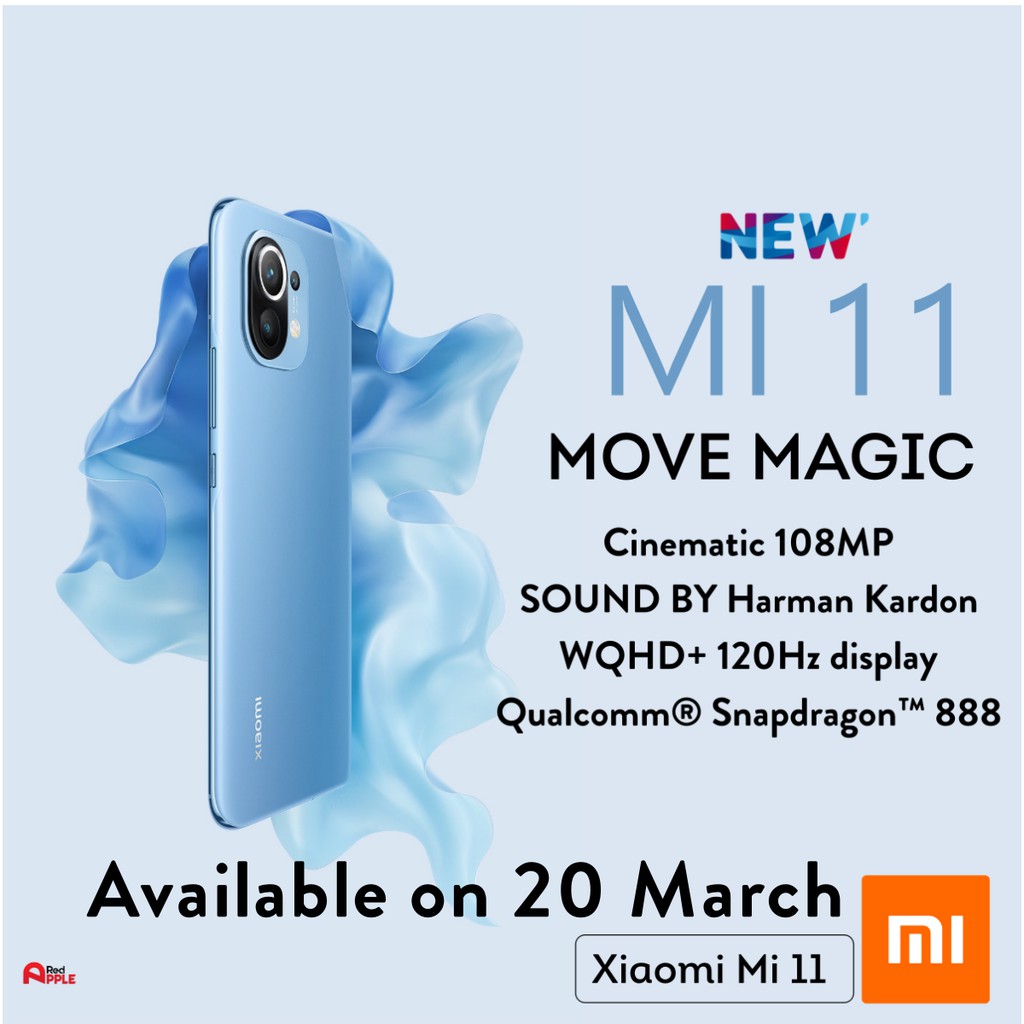 NEW'
MI 11
MOVE MAGIC
Cinematic 108MP
SOUND BY Harman Kardon
WQHD+ 120Hz display
Qualcomm® Snapdragon™ 888
xiaomi
Available on 20 March
mi
Xiaomi Mi 11
Red
APPLE